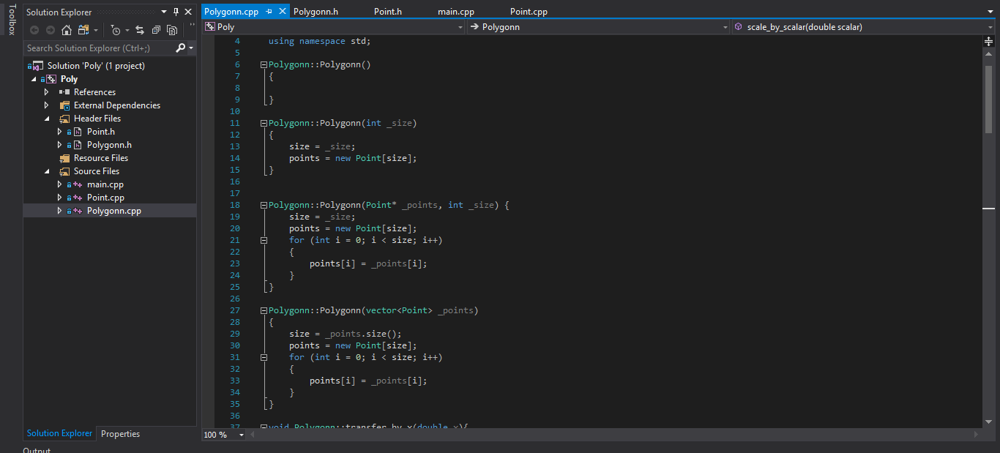 Toolbox
Solution Explorer
Search Solution Explorer (Ctrl+;)
Solution 'Poly' (1 project)
Poly
References
External Dependencies
Header Files
Point.h
Polygonn.h
Resource Files
Source Files
main.cpp
Point.cpp
Polygonn.cpp
Solution Explorer
Properties
Output
Polygonn.cpp
Polygonn.h
Point.h
main.cpp
Point.cpp
Poly
Polygonn
scale_by_scalar(double scalar)
4 using namespace std;
5
6 Polygonn::Polygonn()
7 {
8
9 }
10
11 Polygonn::Polygonn(int _size)
12 {
13 size = _size;
14 points = new Point[size];
15 }
16
17
18 Polygonn::Polygonn(Point* _points, int _size) {
19 size = _size;
20 points = new Point[size];
21 for (int i = 0; i < size; i++)
22 {
23 points[i] = _points[i];
24 }
25 }
26
27 Polygonn::Polygonn(vector<Point> _points)
28 {
29 size = _points.size();
30 points = new Point[size];
31 for (int i = 0; i < size; i++)
32 {
33 points[i] = _points[i];
34 }
35 }
36
37 void Polygonn::transfer_by_x(double x){
100 %